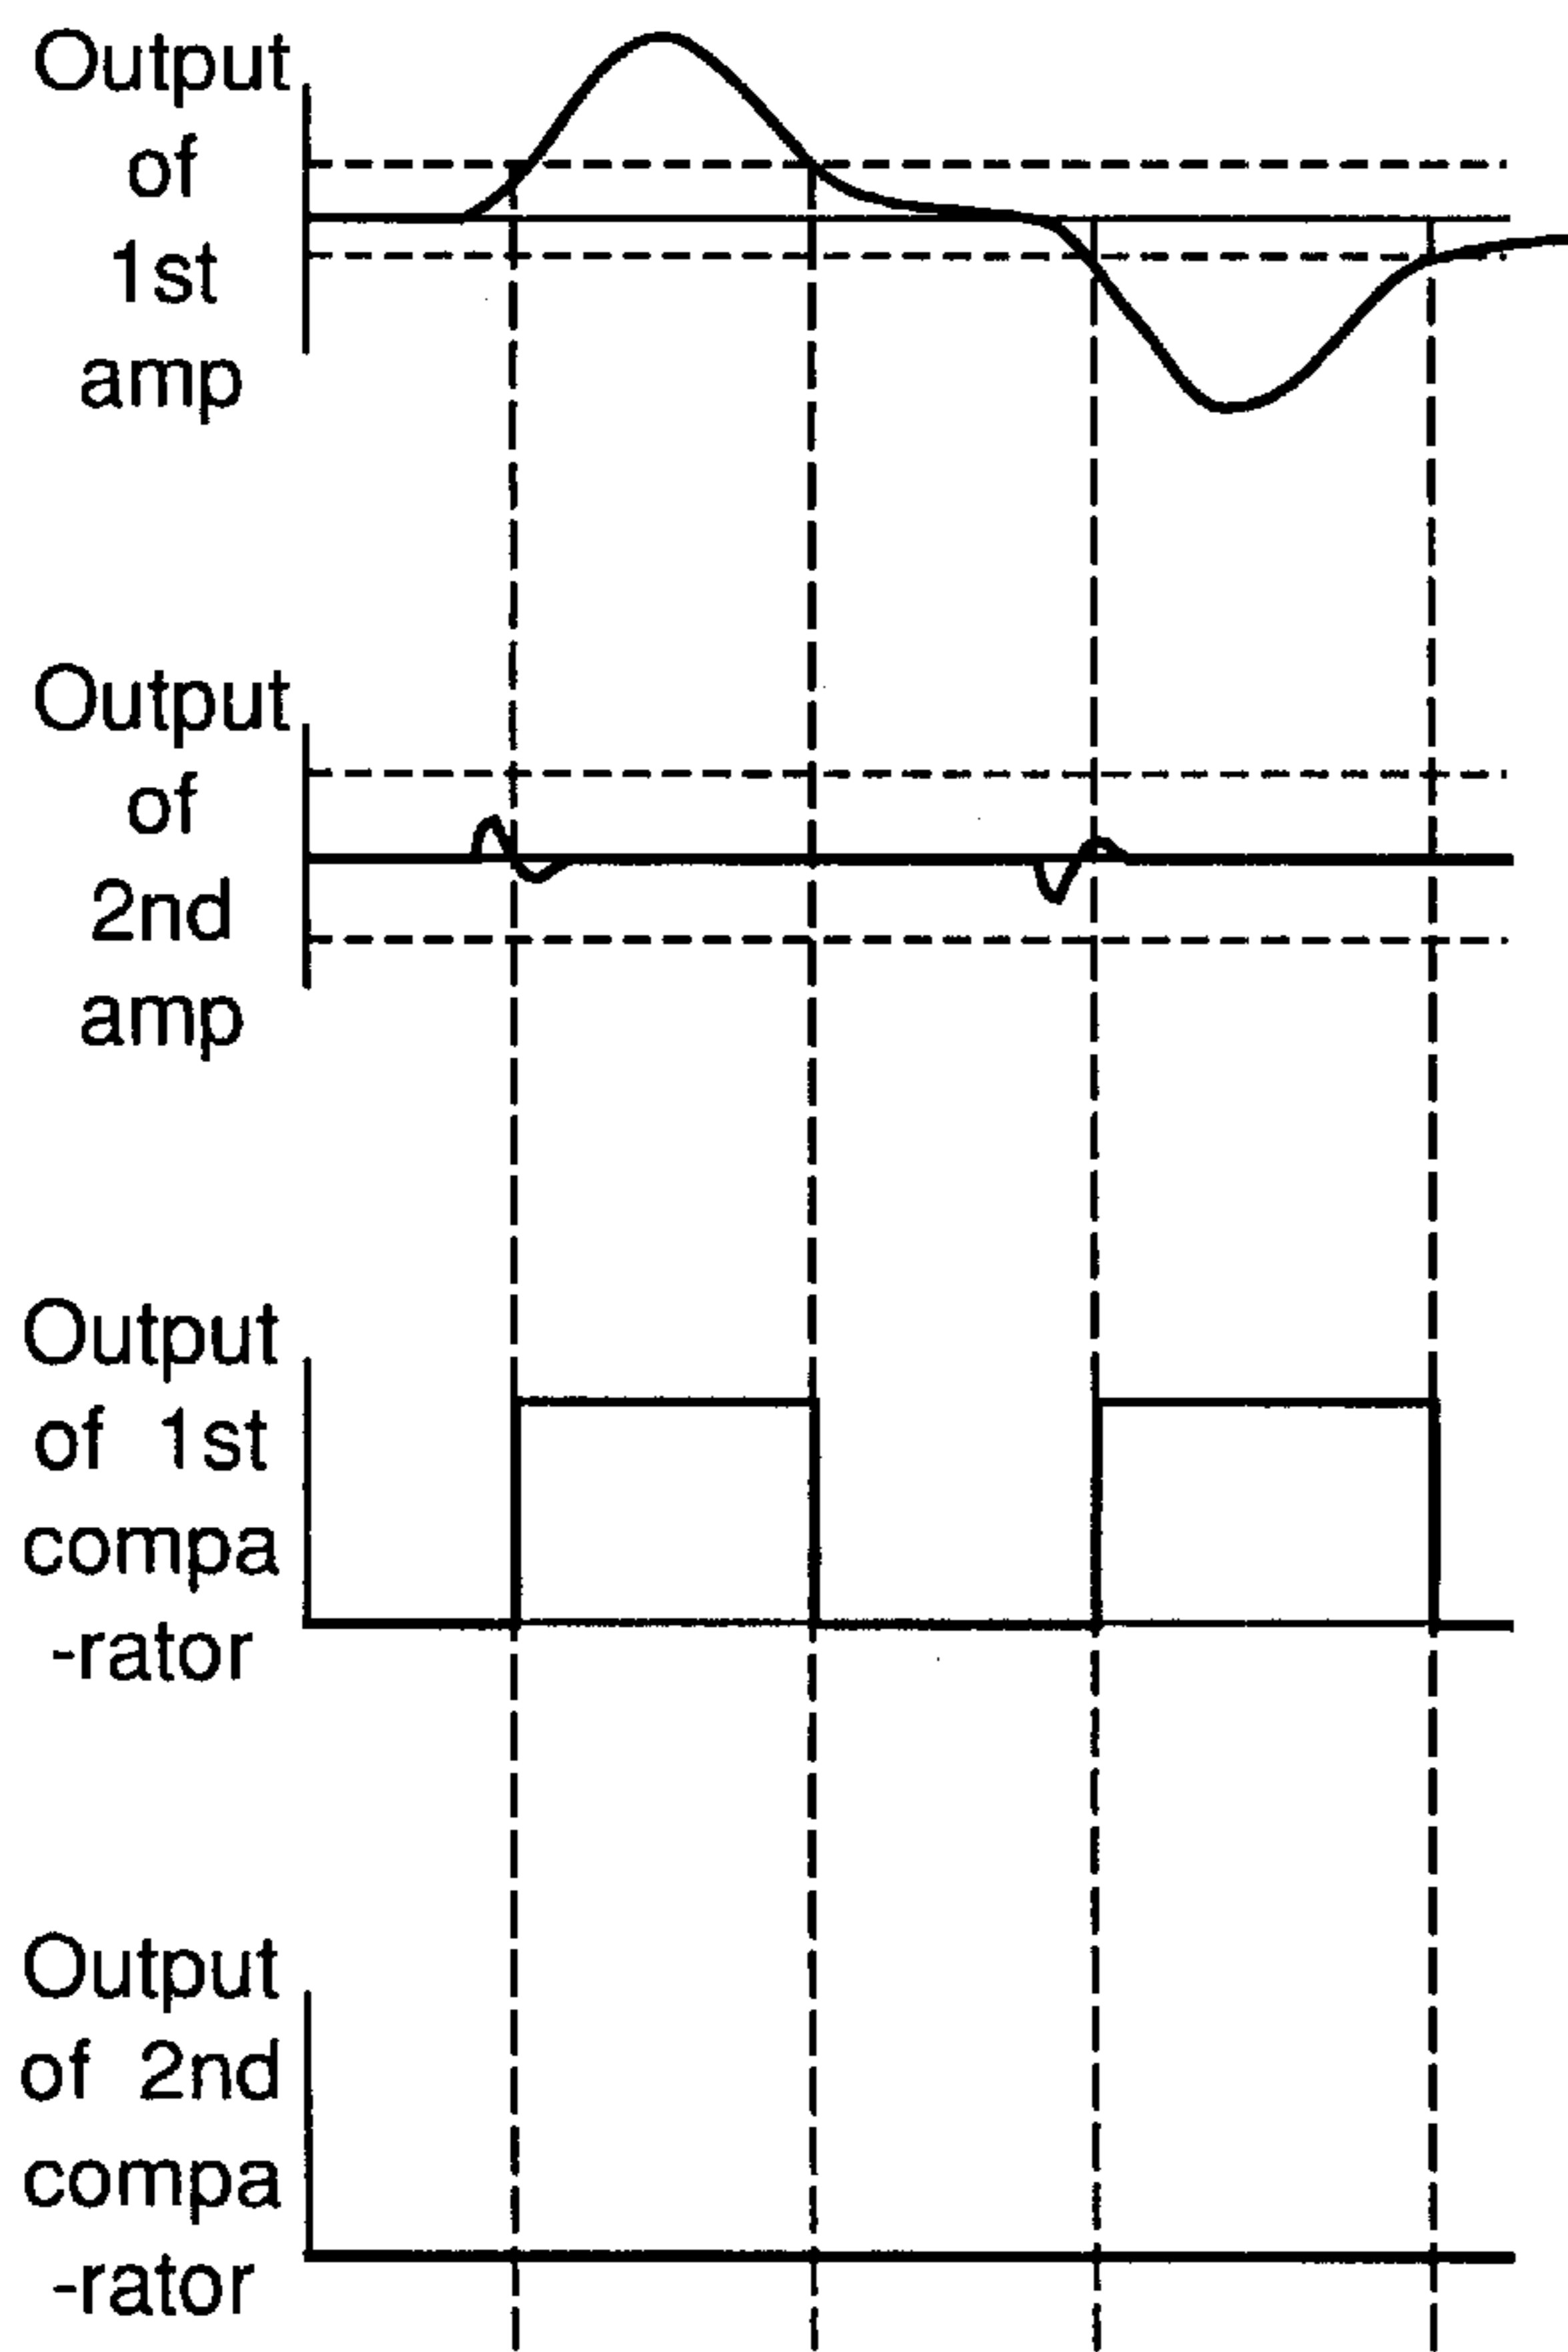 Output
of
1st
amp
Output
of
2nd
amp
Output
of 1st
compa
-rator
Output
of 2nd
compa
-rator